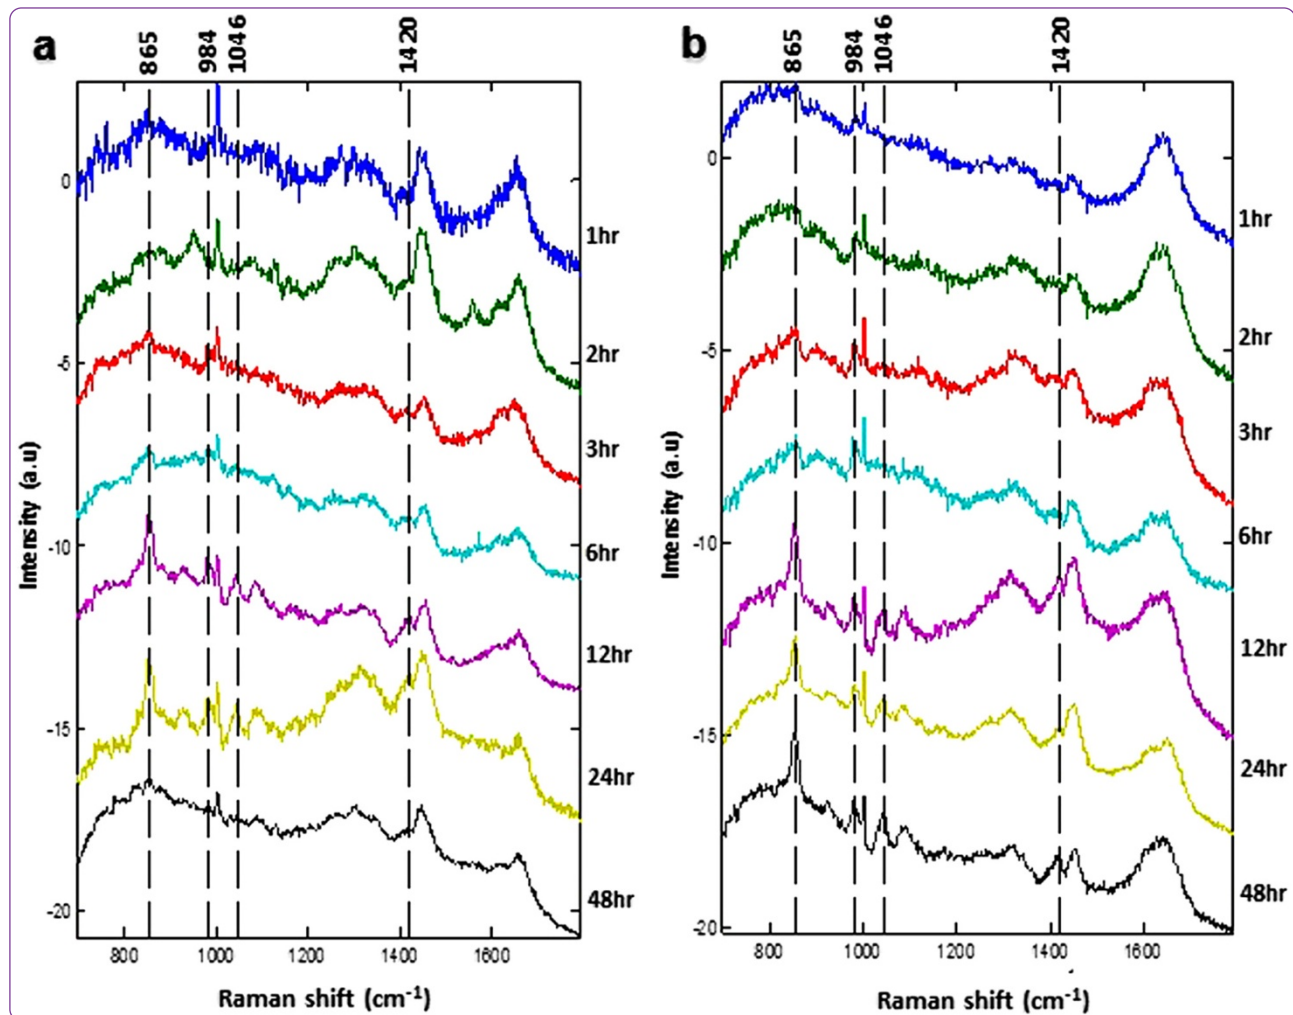 a
865
984
1046
1420
0
-5
-10
-15
-20
Intensity (a.u)
1hr
2hr
3hr
6hr
12hr
24hr
48hr
800
1000
1200
1400
1600
Raman shift (cm⁻¹)
b
865
984
1046
1420
0
-5
-10
-15
-20
Intensity (a.u)
1hr
2hr
3hr
6hr
12hr
24hr
48hr
800
1000
1200
1400
1600
Raman shift (cm⁻¹)